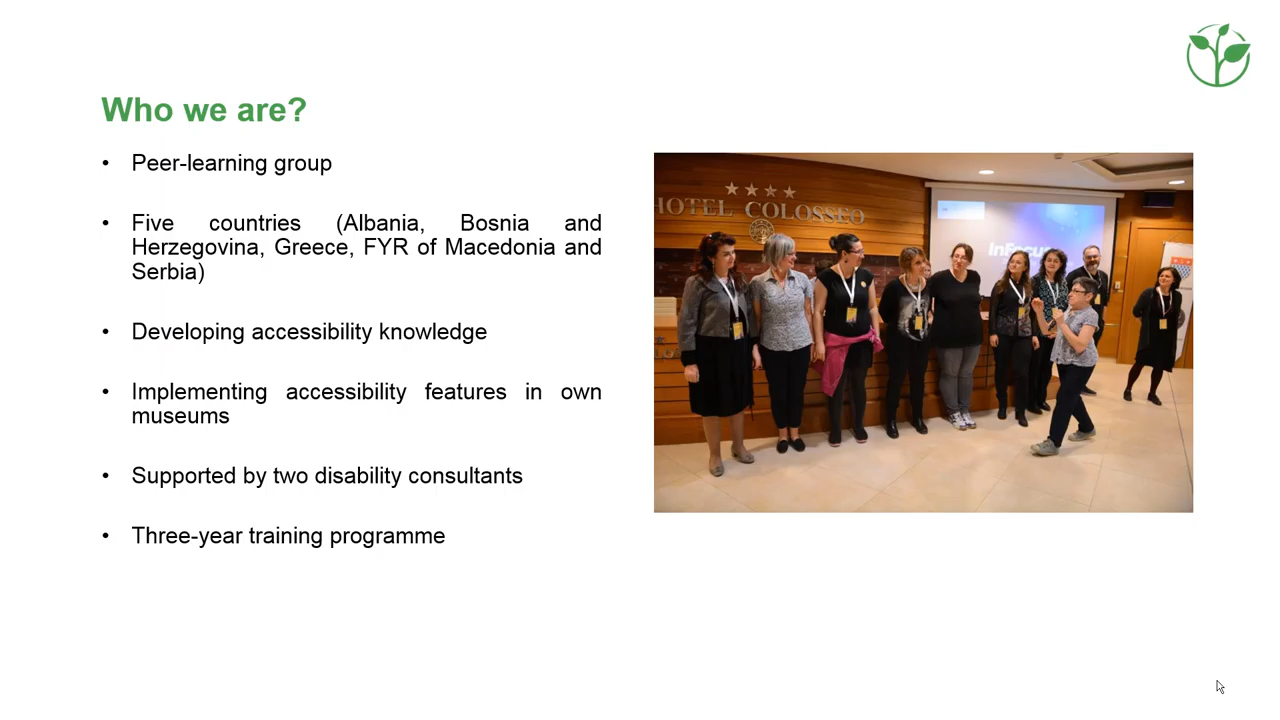 Who we are?
• Peer-learning group
• Five countries (Albania, Bosnia and
Herzegovina, Greece, FYR of Macedonia and
Serbia)
• Developing accessibility knowledge
• Implementing accessibility features in own
museums
• Supported by two disability consultants
• Three-year training programme
HOTEL COLOSSEO
InFocus